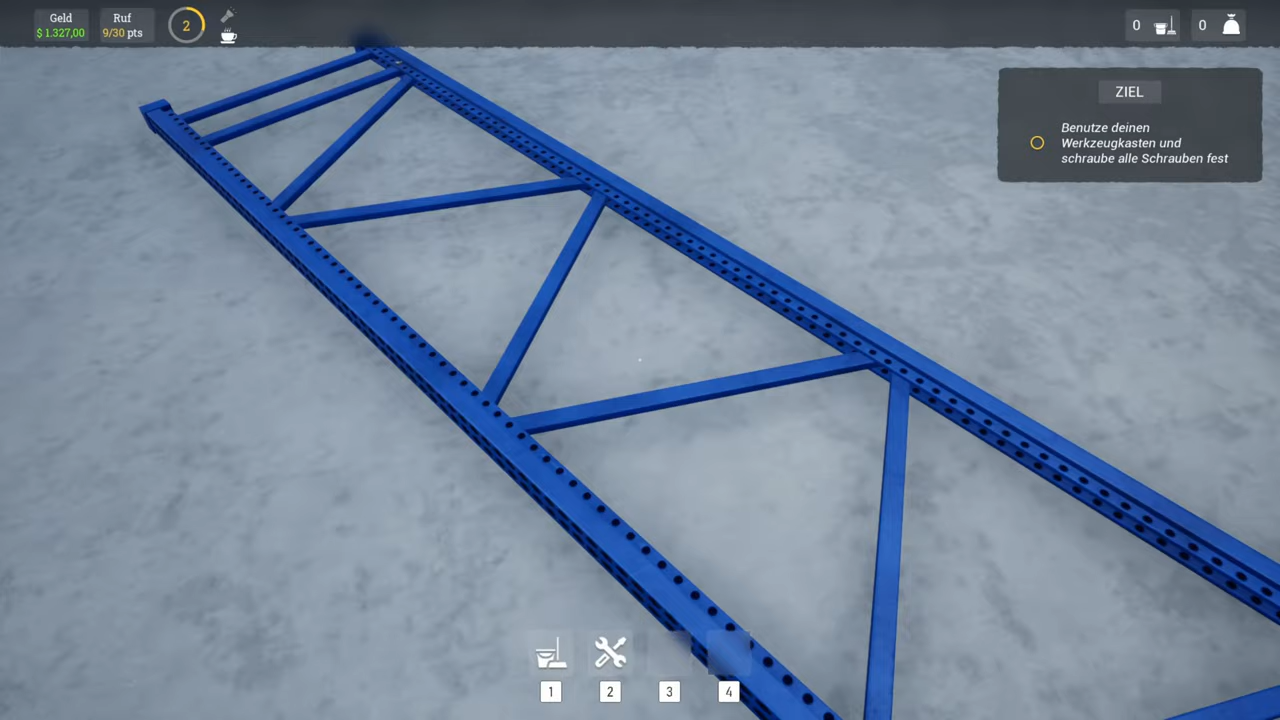 Geld
$ 1.327,00
Ruf
9/30 pts
2
0
0
ZIEL
Benutze deinen
Werkzeugkasten und
schraube alle Schrauben fest
1
2
3
4